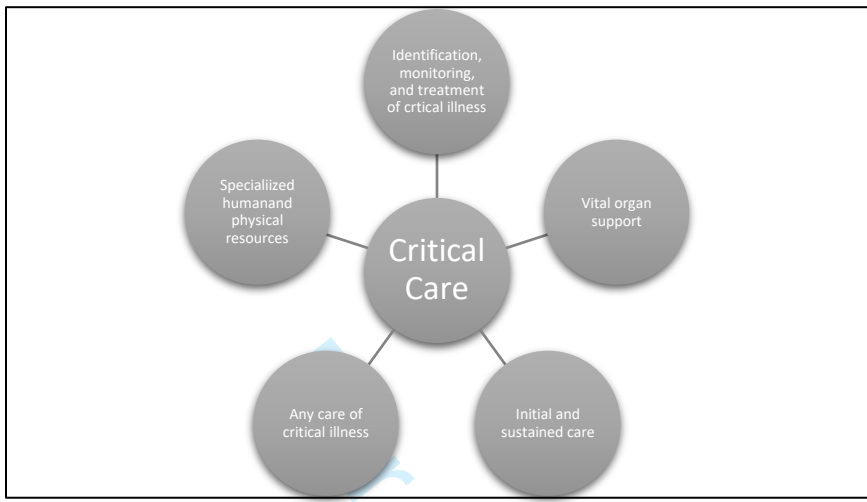 Identification,
monitoring,
and treatment
of crtical illness
Specialiized
humanand
physical
resources
Vital organ
support
Critical
Care
Any care of
critical illness
Initial and
sustained care